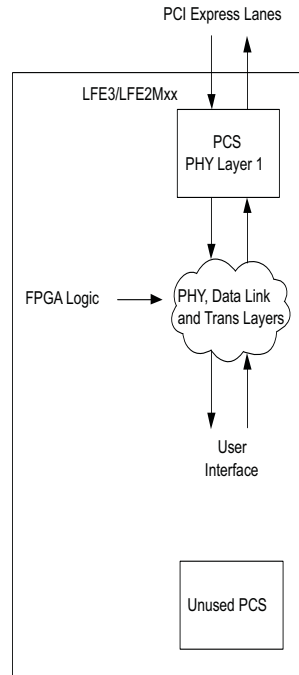 PCI Express Lanes
LFE3/LFE2Mxx
PCS
PHY Layer 1
FPGA Logic
PHY, Data Link
and Trans Layers
User
Interface
Unused PCS